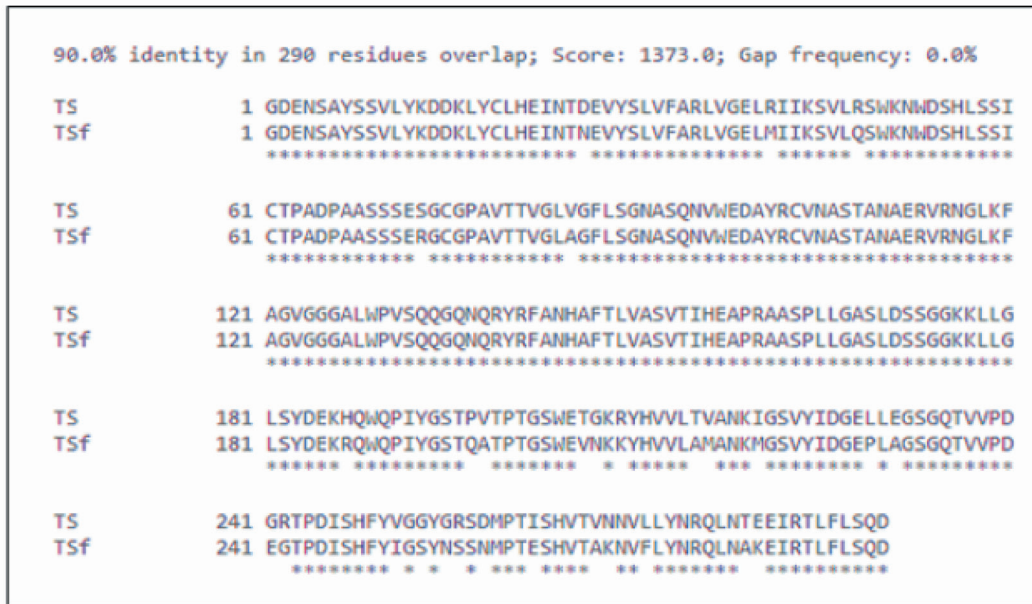 90.0% identity in 290 residues overlap; Score: 1373.0; Gap frequency: 0.0%
TS 1 GDENSAYSSVLYKDDKLYCLHEINTDEVYSLVFARLVGELRIIKSVLRSWKNWDSHLSSI
TSf 1 GDENSAYSSVLYKDDKLYCLHEINTNEVYSLVFARLVGELMIIKSVLQSWKNWDSHLSSI
************************* ************** ****** ************
TS 61 CTPADPAASSSESGCGPAVTTVGLVGFLSGNASQNVWEDAYRCVNASTANAERVRNGLKF
TSf 61 CTPADPAASSSERGCGPAVTTVGLAGFLSGNASQNVWEDAYRCVNASTANAERVRNGLKF
************ *********** ***********************************
TS 121 AGVGGGALWPVSQQGQNQRYRFANHAFTLVASVTIHEAPRAASPLLGASLDSSGGKKLLG
TSf 121 AGVGGGALWPVSQQGQNQRYRFANHAFTLVASVTIHEAPRAASPLLGASLDSSGGKKLLG
************************************************************
TS 181 LSYDEKHQWQPIYGSTPVTPTGSWETGKRYHVVLTVANKIGSVYIDGELLEGSGQTVVPD
TSf 181 LSYDEKRQWQPIYGSTQATPTGSWEVNKKYHVVLAMANKMGSVYIDGEPLAGSGQTVVPD
****** *********  *******  * *****  *** ******** * *********
TS 241 GRTPDISHFYVGGYGRSDMPTISHVTVNNVLLYNRQLNTEEIRTLFLSQD
TSf 241 EGTPDISHFYIGSYNSSNMPTESHVTAKNVFLYNRQLNAKEIRTLFLSQD
******** * *  * *** ****  ** *******  **********